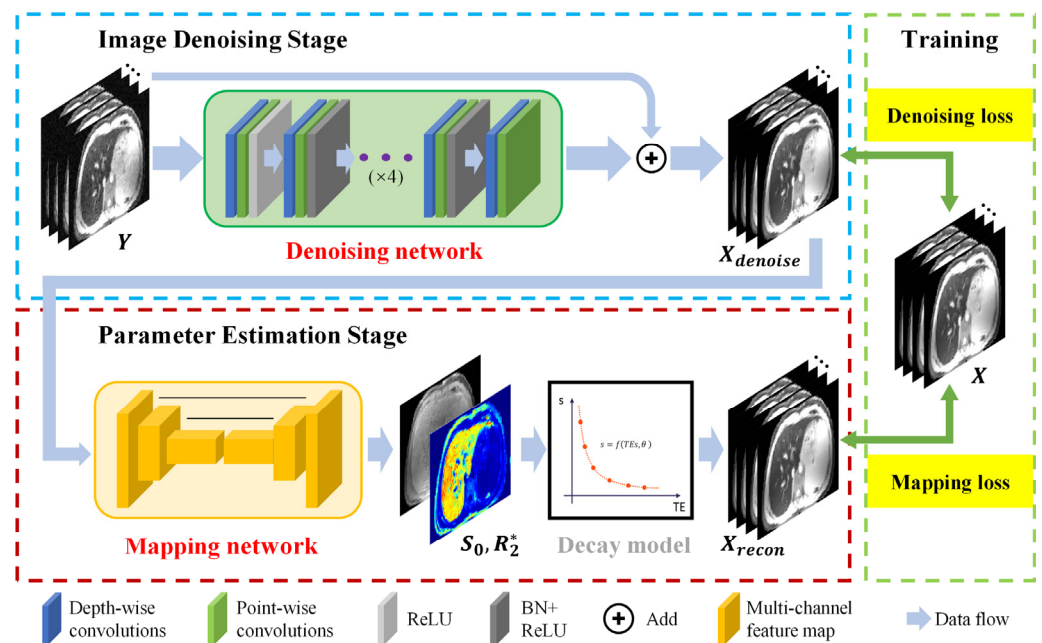 Image Denoising Stage
Training
Denoising loss
(×4)
Y
Denoising network
X_denoise
X
Parameter Estimation Stage
s
s = f(TEs,θ)
TE
Mapping loss
Mapping network
S_0, R_2^*
Decay model
X_recon
Depth-wise
convolutions
Point-wise
convolutions
ReLU
BN+
ReLU
Add
Multi-channel
feature map
Data flow